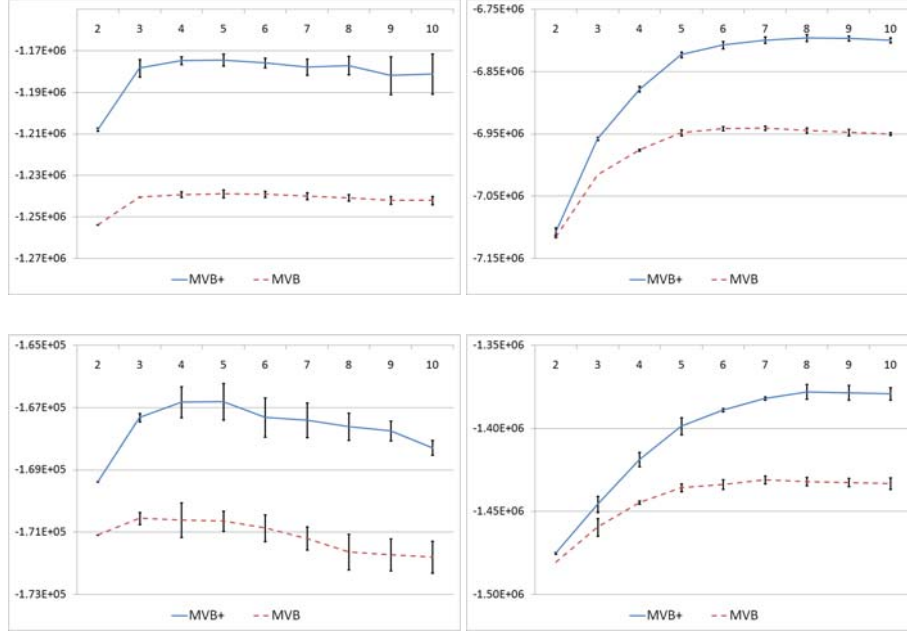 2 3 4 5 6 7 8 9 10
-1.17E+06
-1.19E+06
-1.21E+06
-1.23E+06
-1.25E+06
-1.27E+06
MVB+ MVB
-6.75E+06
2 3 4 5 6 7 8 9 10
-6.85E+06
-6.95E+06
-7.05E+06
-7.15E+06
MVB+ MVB
-1.65E+05
2 3 4 5 6 7 8 9 10
-1.67E+05
-1.69E+05
-1.71E+05
-1.73E+05
MVB+ MVB
-1.35E+06
2 3 4 5 6 7 8 9 10
-1.40E+06
-1.45E+06
-1.50E+06
MVB+ MVB